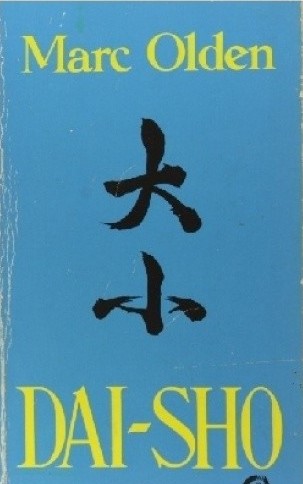 Marc Olden
大
小
DAI-SHO